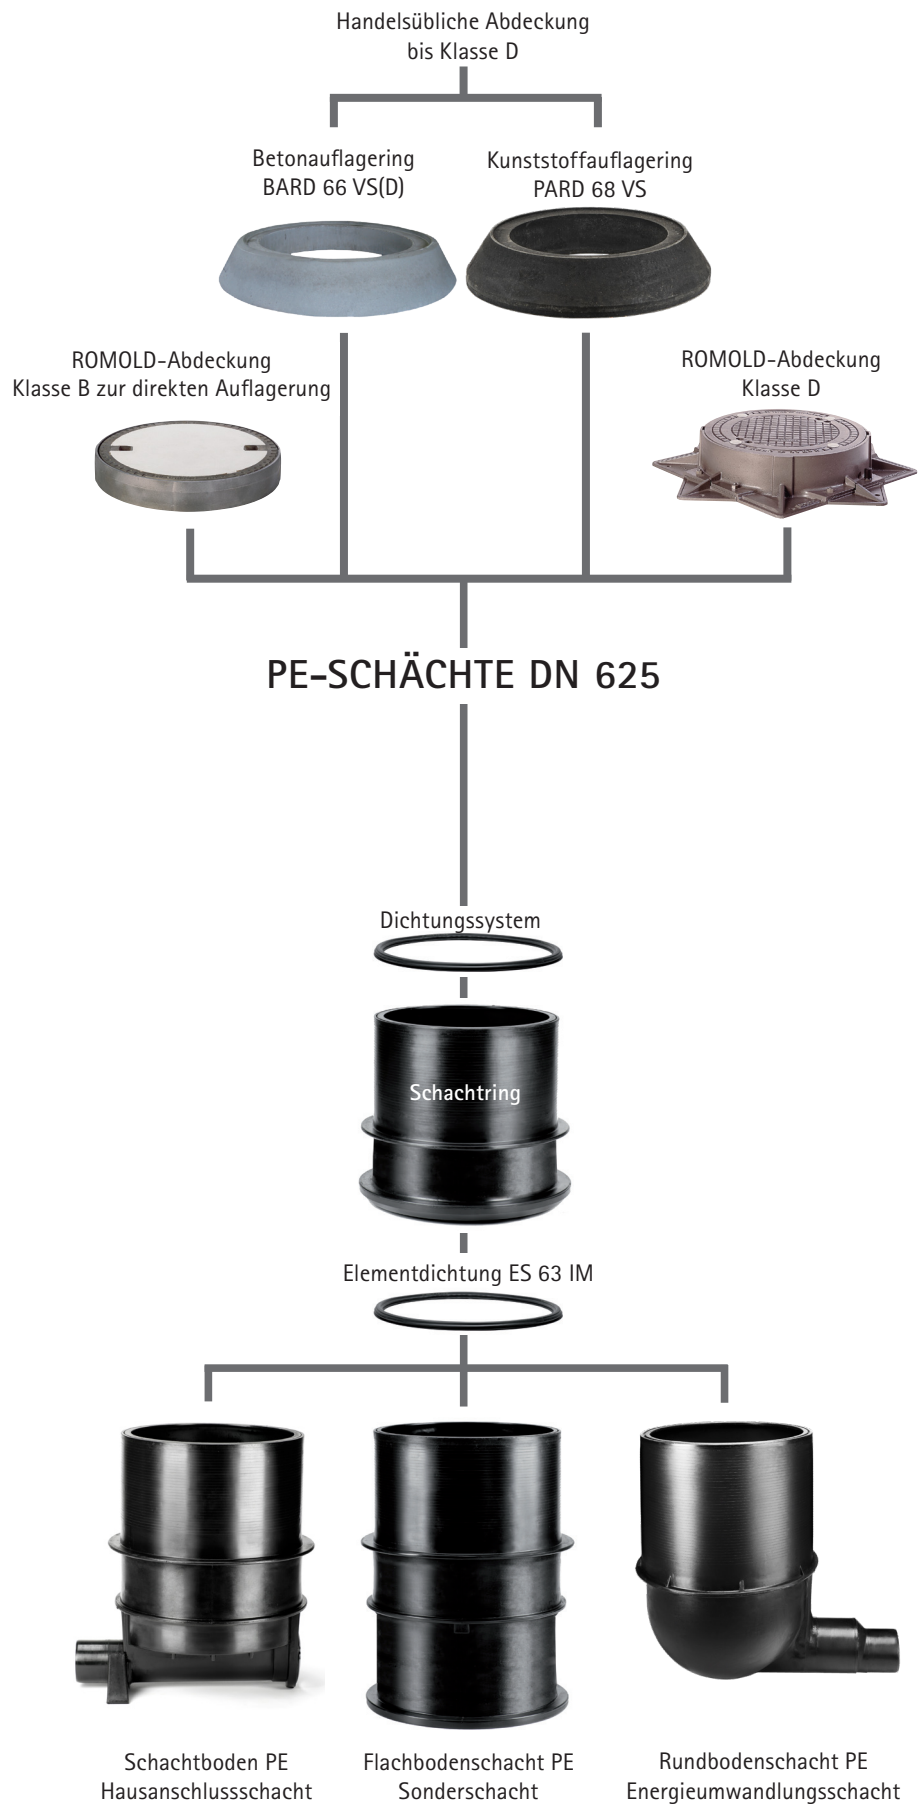 Handelsübliche Abdeckung
bis Klasse D
Betonauflagering
BARD 66 VS(D)
Kunststoffauflagering
PARD 68 VS
ROMOLD-Abdeckung
Klasse B zur direkten Auflagerung
ROMOLD-Abdeckung
Klasse D
PE-SCHÄCHTE DN 625
Dichtungssystem
Schachtring
Elementdichtung ES 63 IM
Schachtboden PE
Hausanschlussschacht
Flachbodenschacht PE
Sonderschacht
Rundbodenschacht PE
Energieumwandlungsschacht